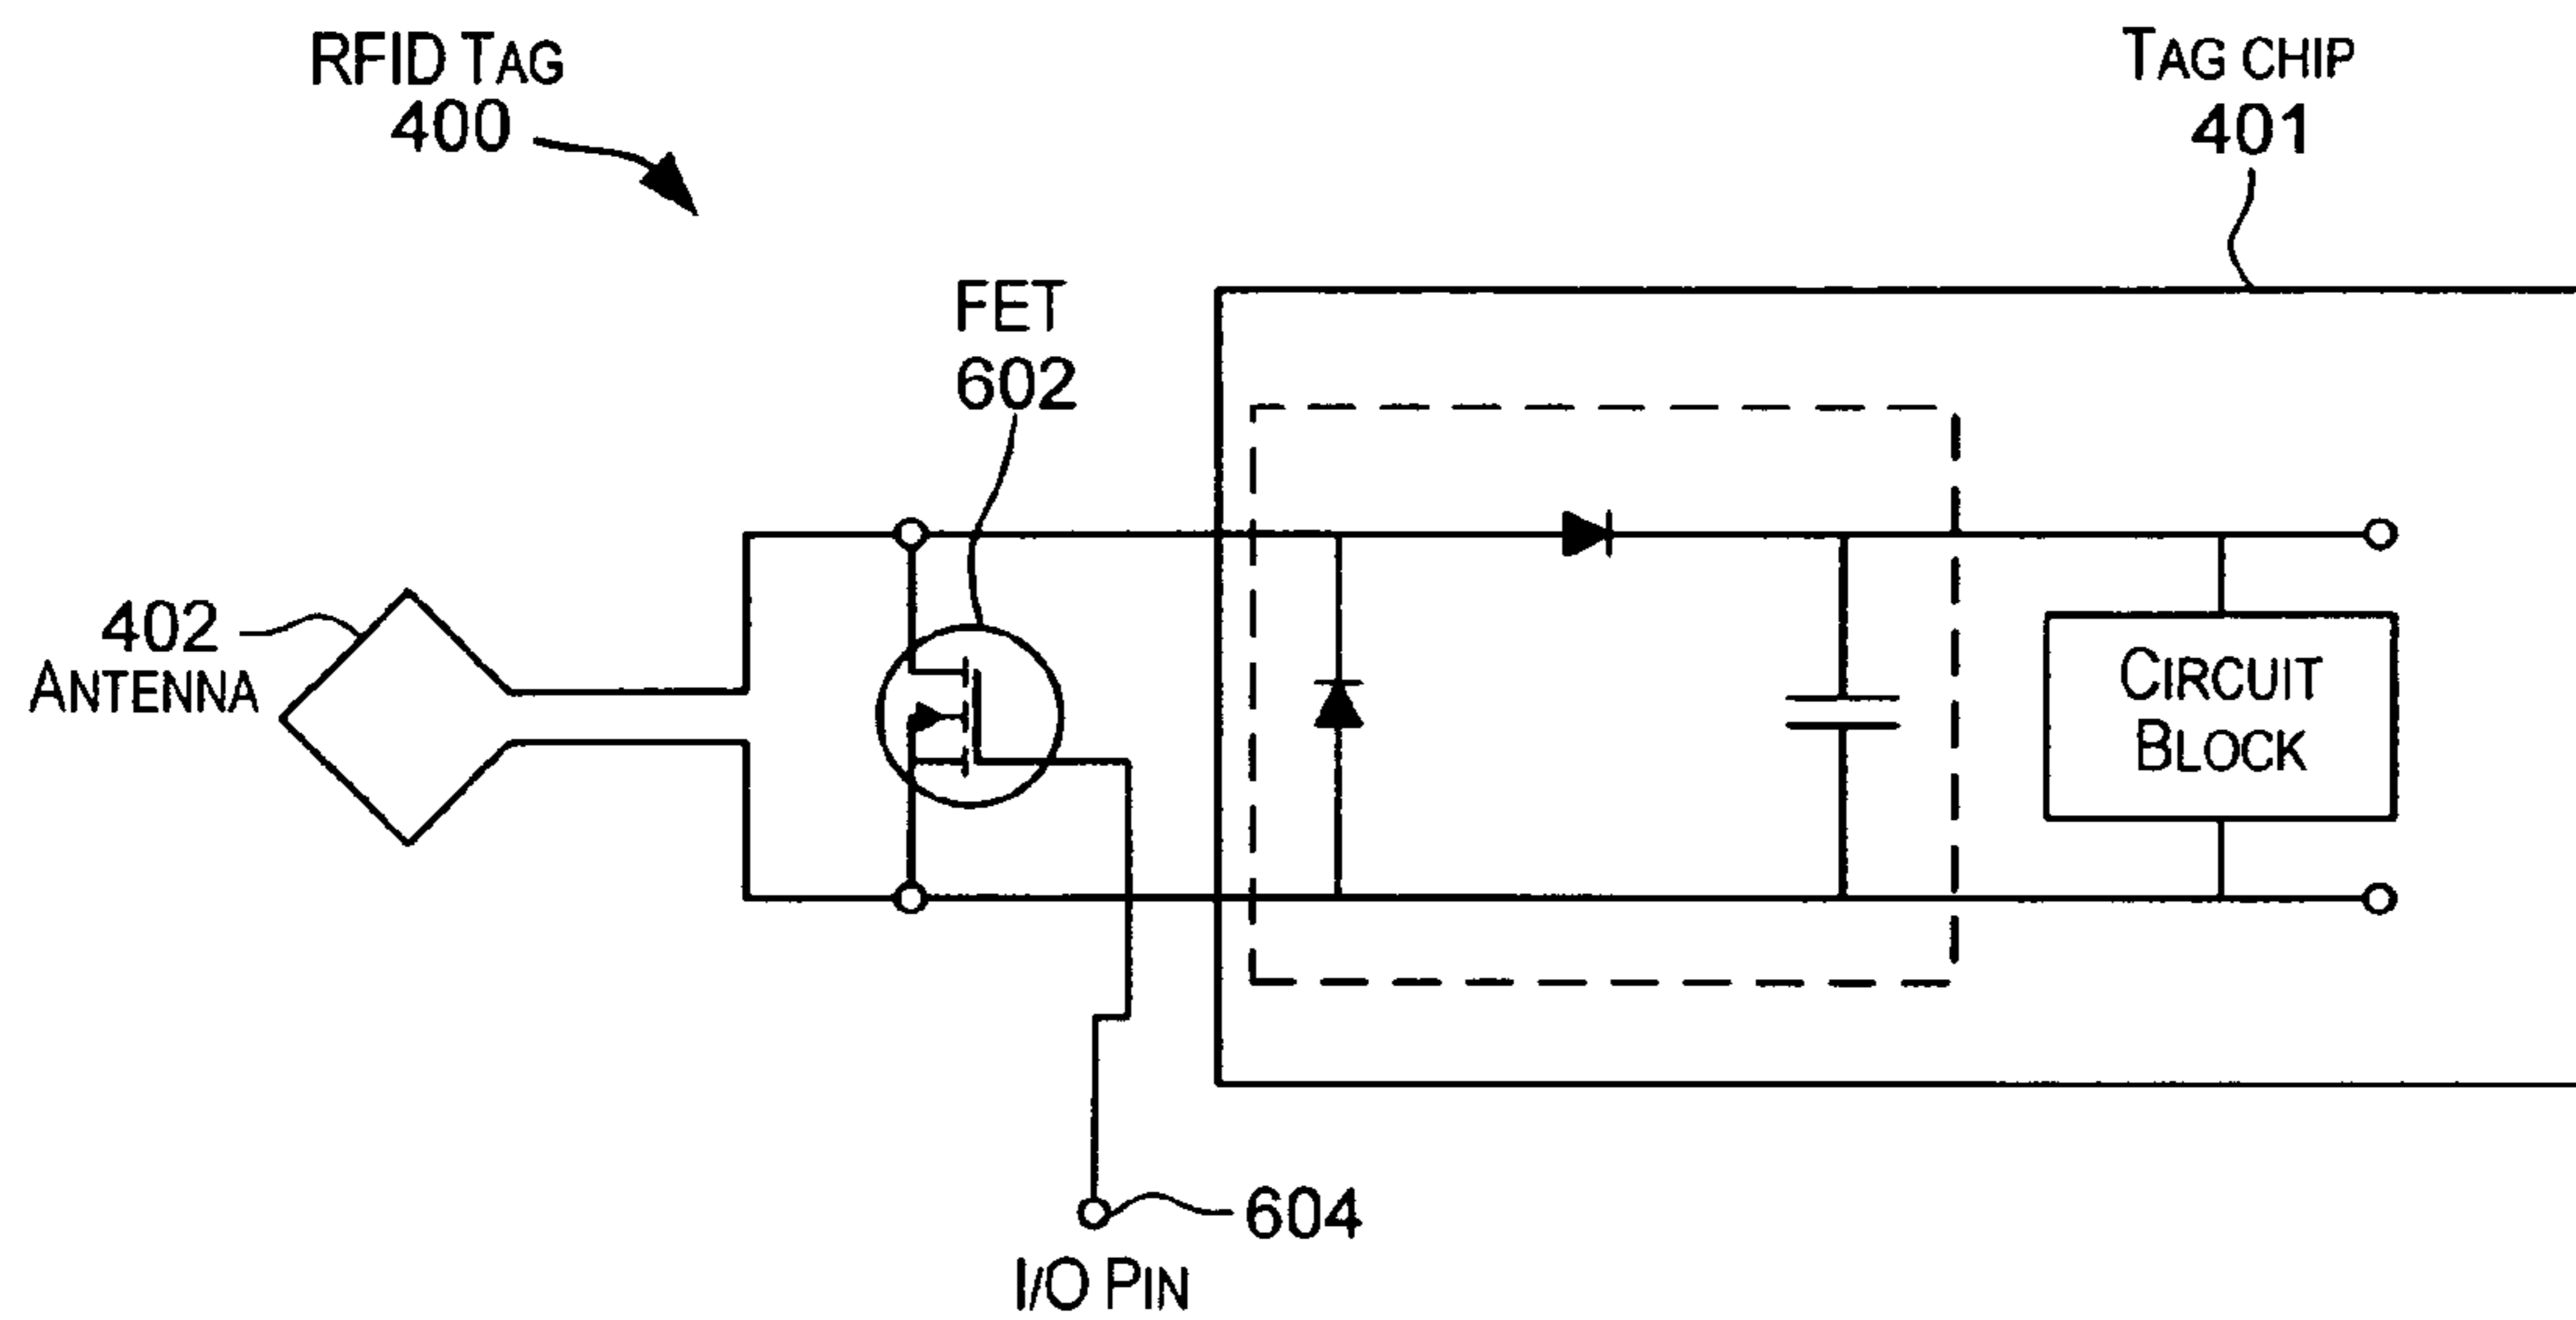 RFID TAG
400
TAG CHIP
401
FET
602
402
ANTENNA
CIRCUIT
BLOCK
604
I/O PIN